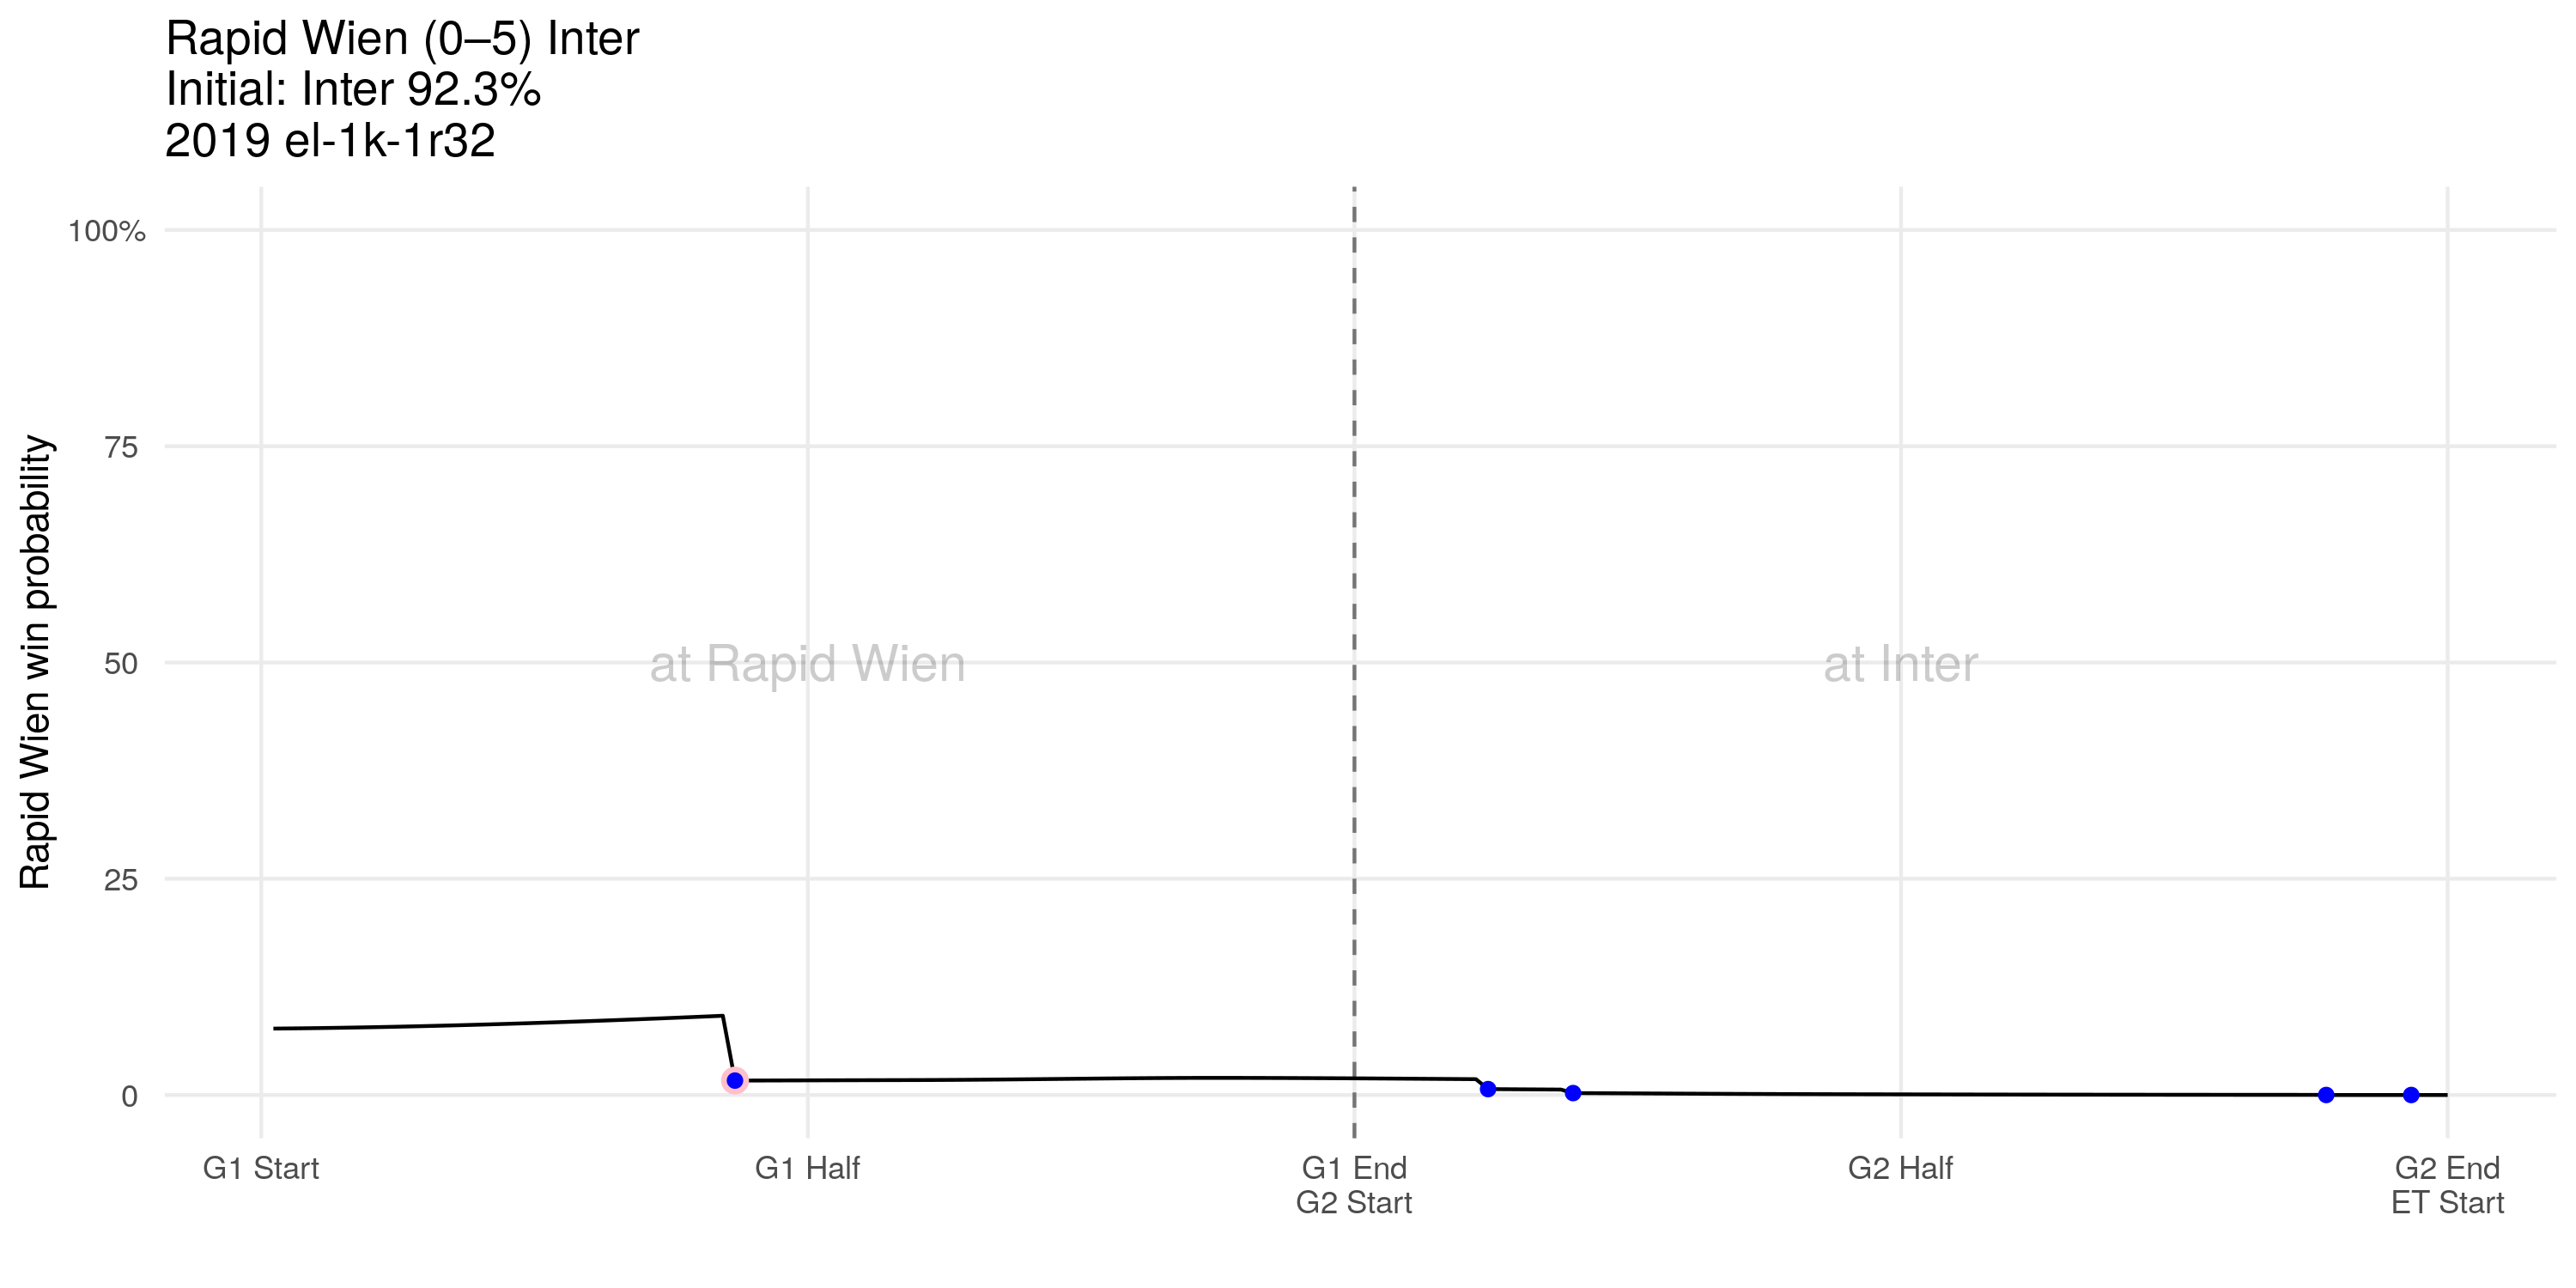 Rapid Wien (0–5) Inter
Initial: Inter 92.3%
2019 el-1k-1r32
Rapid Wien win probability
100%
75
50
25
0
at Rapid Wien
at Inter
G1 Start
G1 Half
G1 End
G2 Start
G2 Half
G2 End
ET Start